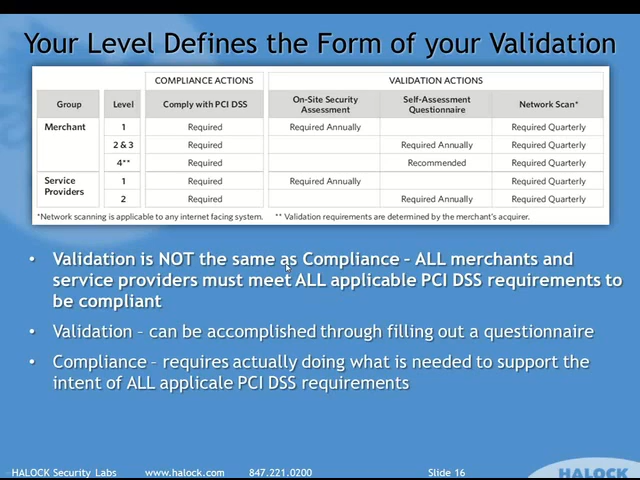 Your Level Defines the Form of your Validation
COMPLIANCE ACTIONS VALIDATION ACTIONS
Group Level Comply with PCI DSS On-Site Security Assessment Self-Assessment Questionnaire Network Scan*
Merchant 1 Required Required Annually Required Quarterly
2 & 3 Required Required Annually Required Quarterly
4** Required Recommended Required Quarterly
Service Providers 1 Required Required Annually Required Quarterly
2 Required Required Annually Required Quarterly
*Network scanning is applicable to any internet facing system. ** Validation requirements are determined by the merchant's acquirer.
• Validation is NOT the same as Compliance – ALL merchants and
service providers must meet ALL applicable PCI DSS requirements to
be compliant
• Validation – can be accomplished through filling out a questionnaire
• Compliance – requires actually doing what is needed to support the
intent of ALL applicale PCI DSS requirements
HALOCK Security Labs www.halock.com 847.221.0200 Slide 16
HALOCK